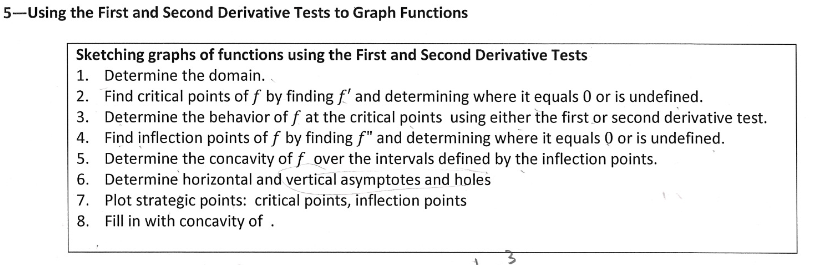 5—Using the First and Second Derivative Tests to Graph Functions
Sketching graphs of functions using the First and Second Derivative Tests
1. Determine the domain.
2. Find critical points of f by finding f' and determining where it equals 0 or is undefined.
3. Determine the behavior of f at the critical points using either the first or second derivative test.
4. Find inflection points of f by finding f" and determining where it equals 0 or is undefined.
5. Determine the concavity of f over the intervals defined by the inflection points.
6. Determine horizontal and vertical asymptotes and holes
7. Plot strategic points: critical points, inflection points
8. Fill in with concavity of .
3